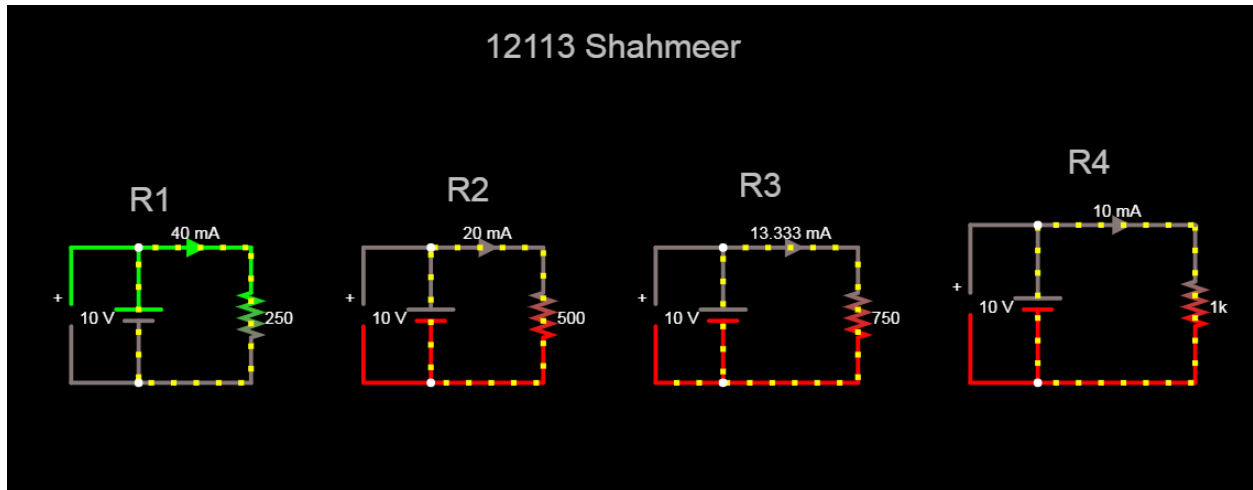 12113 Shahmeer
R1
R2
R3
R4
40 mA
20 mA
13.333 mA
10 mA
+
10 V
250
+
10 V
500
+
10 V
750
+
10 V
1k